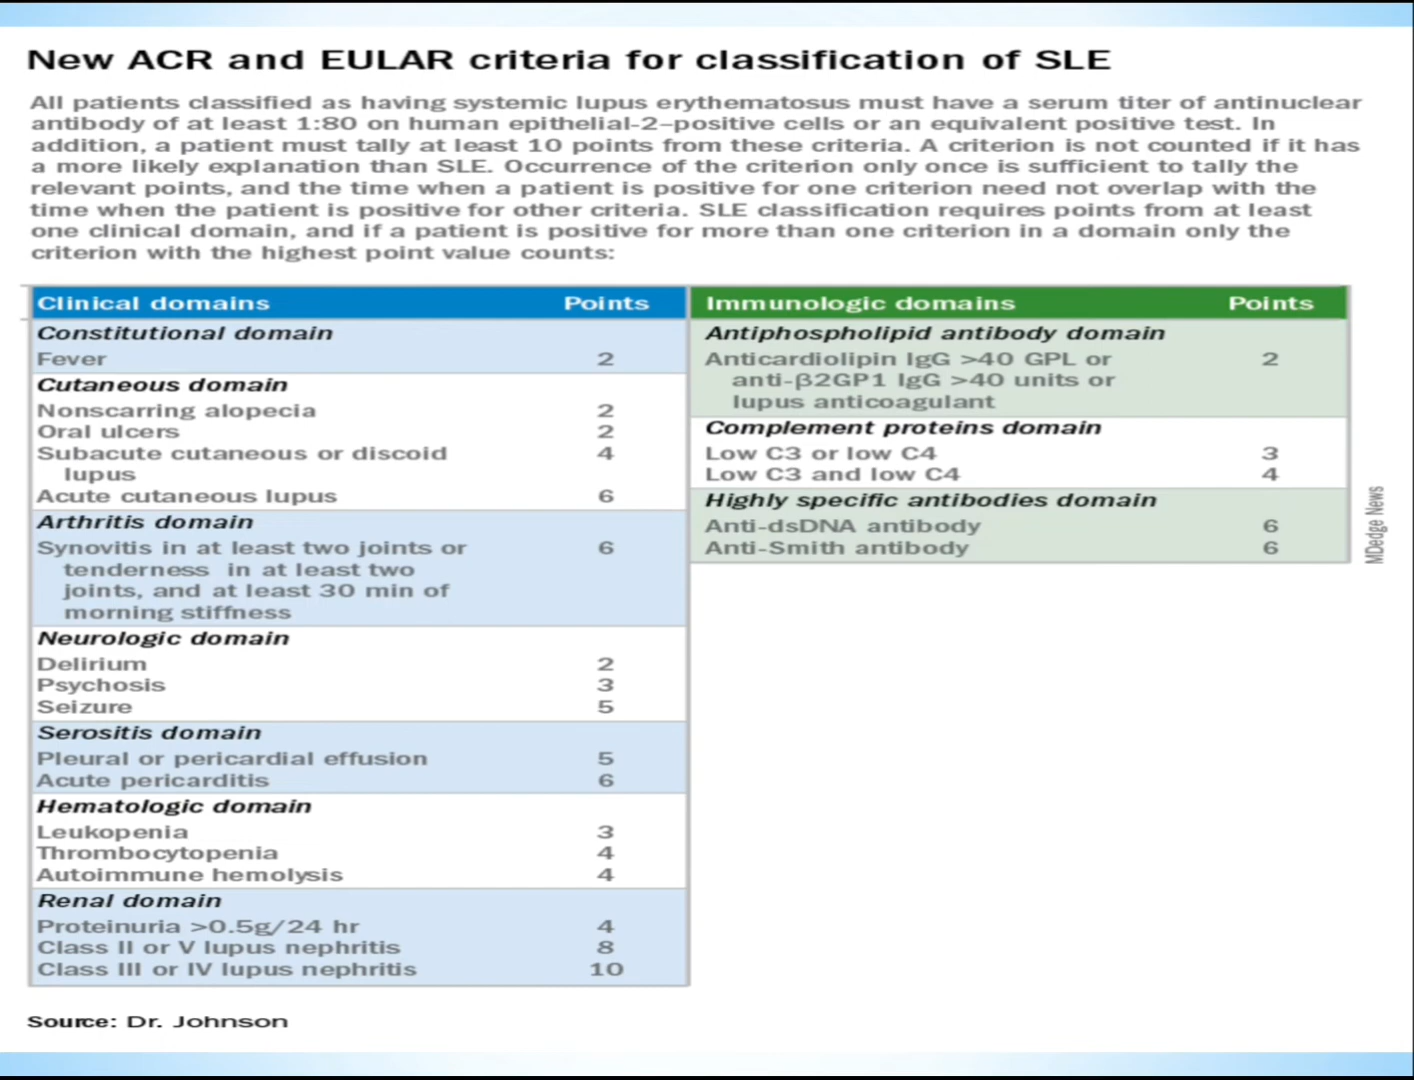 New ACR and EULAR criteria for classification of SLE
All patients classified as having systemic lupus erythematosus must have a serum titer of antinuclear
antibody of at least 1:80 on human epithelial-2–positive cells or an equivalent positive test. In
addition, a patient must tally at least 10 points from these criteria. A criterion is not counted if it has
a more likely explanation than SLE. Occurrence of the criterion only once is sufficient to tally the
relevant points, and the time when a patient is positive for one criterion need not overlap with the
time when the patient is positive for other criteria. SLE classification requires points from at least
one clinical domain, and if a patient is positive for more than one criterion in a domain only the
criterion with the highest point value counts:
Clinical domains Points
Constitutional domain
Fever 2
Cutaneous domain
Nonscarring alopecia 2
Oral ulcers 2
Subacute cutaneous or discoid 4
lupus
Acute cutaneous lupus 6
Arthritis domain
Synovitis in at least two joints or 6
tenderness in at least two
joints, and at least 30 min of
morning stiffness
Neurologic domain
Delirium 2
Psychosis 3
Seizure 5
Serositis domain
Pleural or pericardial effusion 5
Acute pericarditis 6
Hematologic domain
Leukopenia 3
Thrombocytopenia 4
Autoimmune hemolysis 4
Renal domain
Proteinuria >0.5g/24 hr 4
Class II or V lupus nephritis 8
Class III or IV lupus nephritis 10
Immunologic domains Points
Antiphospholipid antibody domain
Anticardiolipin IgG >40 GPL or 2
anti-β2GP1 IgG >40 units or
lupus anticoagulant
Complement proteins domain
Low C3 or low C4 3
Low C3 and low C4 4
Highly specific antibodies domain
Anti-dsDNA antibody 6
Anti-Smith antibody 6
MDedge News
Source: Dr. Johnson